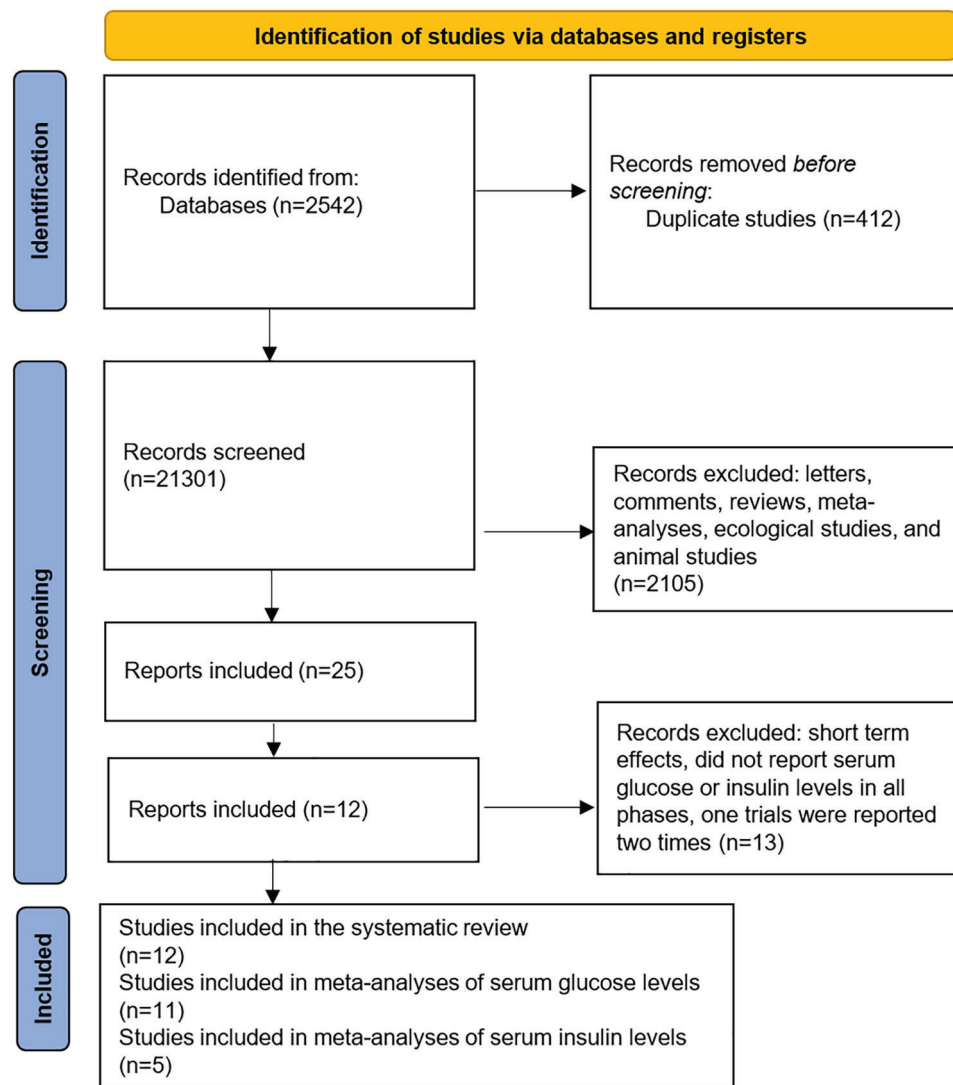 Identification of studies via databases and registers
Identification
Records identified from:
Databases (n=2542)
Records removed before
screening:
Duplicate studies (n=412)
Screening
Records screened
(n=21301)
Records excluded: letters,
comments, reviews, meta-
analyses, ecological studies, and
animal studies
(n=2105)
Reports included (n=25)
Reports included (n=12)
Records excluded: short term
effects, did not report serum
glucose or insulin levels in all
phases, one trials were reported
two times (n=13)
Included
Studies included in the systematic review
(n=12)
Studies included in meta-analyses of serum glucose levels
(n=11)
Studies included in meta-analyses of serum insulin levels
(n=5)